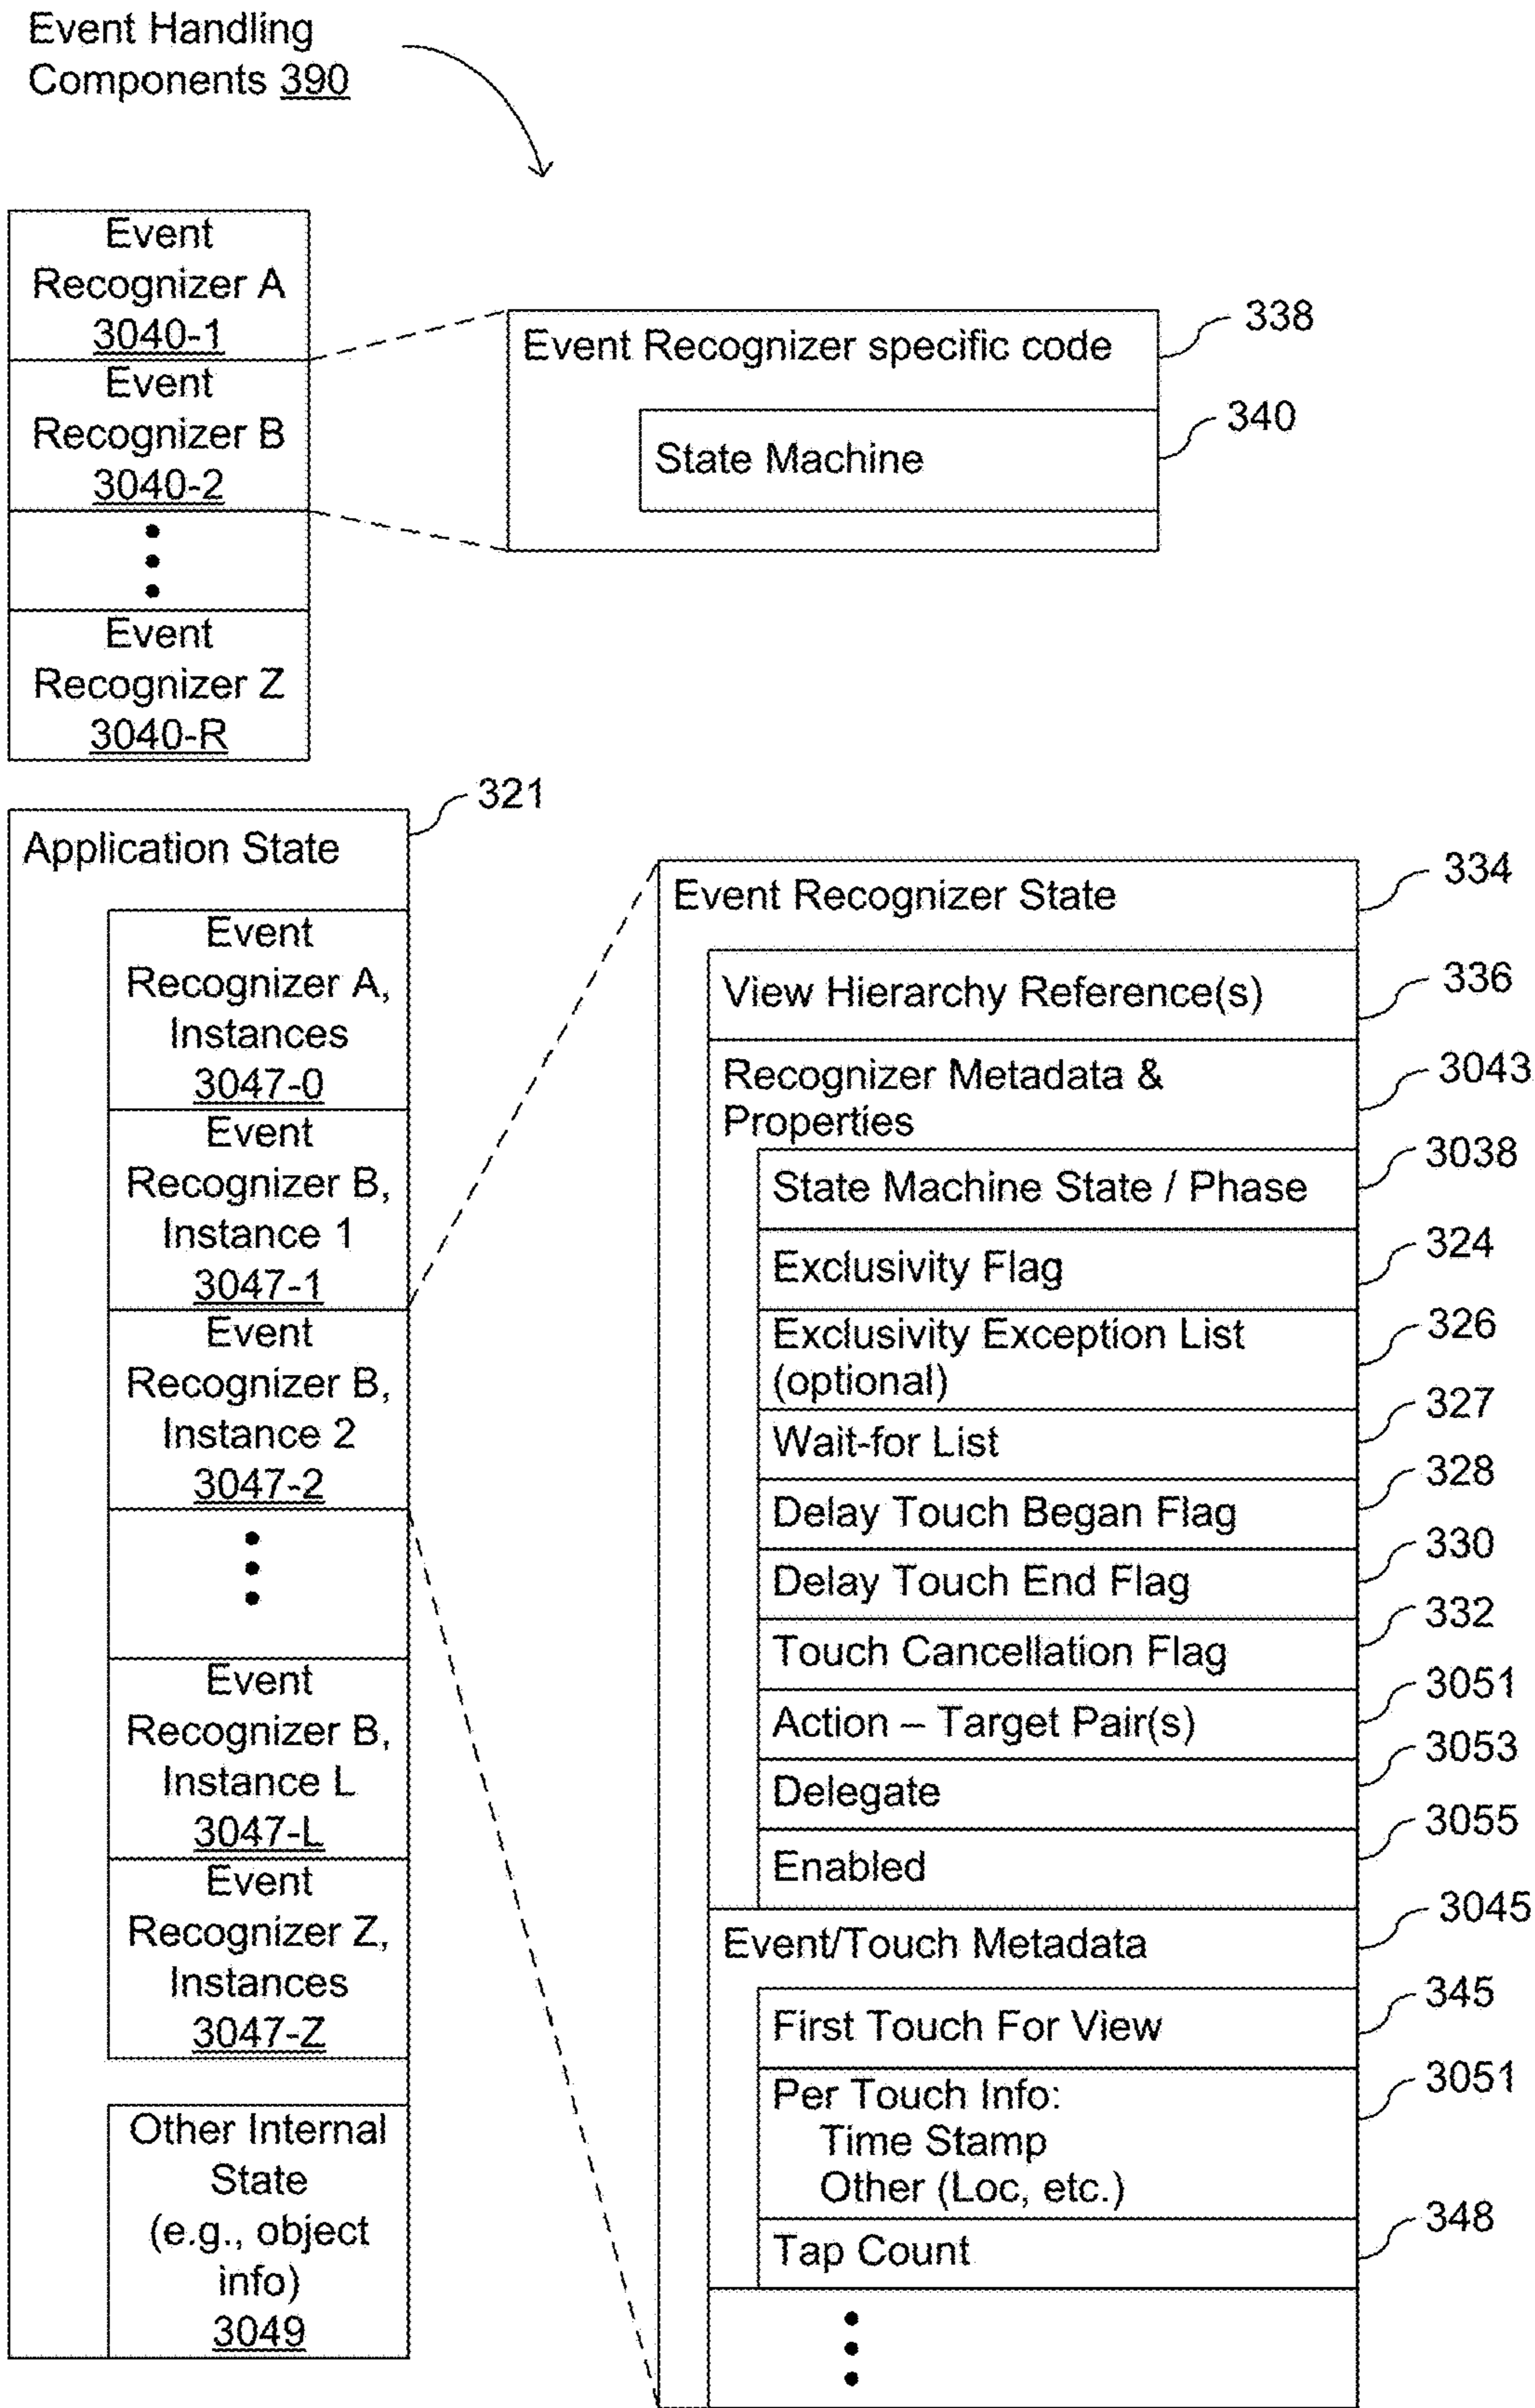 Event Handling
Components 390
Event
Recognizer A
3040-1
Event
Recognizer B
3040-2
Event
Recognizer Z
3040-R
Event Recognizer specific code
338
State Machine
340
Application State
321
Event
Recognizer A,
Instances
3047-0
Event
Recognizer B,
Instance 1
3047-1
Event
Recognizer B,
Instance 2
3047-2
Event
Recognizer B,
Instance L
3047-L
Event
Recognizer Z,
Instances
3047-Z
Other Internal
State
(e.g., object
info)
3049
Event Recognizer State
334
View Hierarchy Reference(s)
336
Recognizer Metadata &
Properties
3043
State Machine State / Phase
3038
Exclusivity Flag
324
Exclusivity Exception List
(optional)
326
Wait-for List
327
Delay Touch Began Flag
328
Delay Touch End Flag
330
Touch Cancellation Flag
332
Action – Target Pair(s)
3051
Delegate
3053
Enabled
3055
Event/Touch Metadata
3045
First Touch For View
345
Per Touch Info:
Time Stamp
Other (Loc, etc.)
3051
Tap Count
348